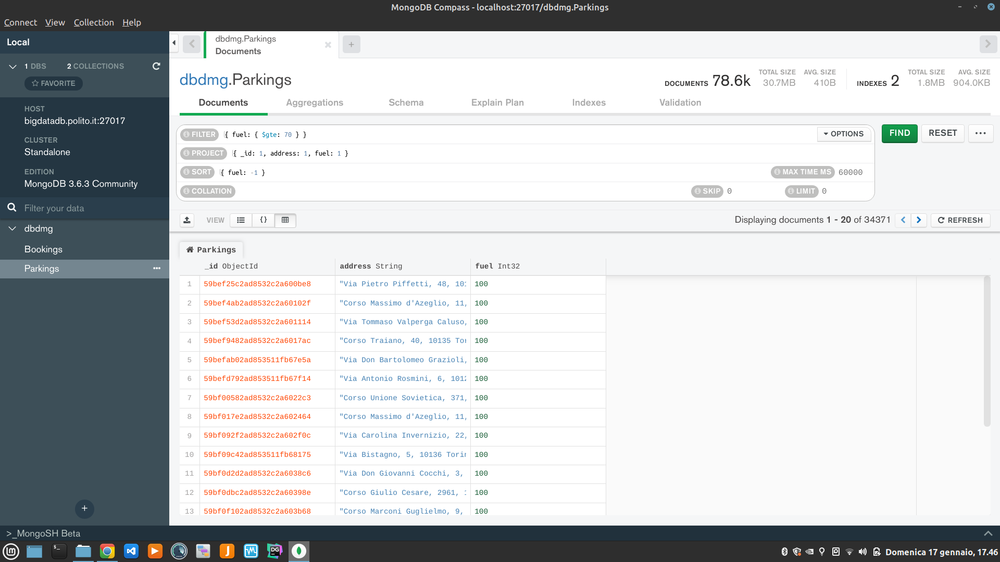 MongoDB Compass - localhost:27017/dbdmg.Parkings
Connect View Collection Help
Local
1 DBS 2 COLLECTIONS
FAVORITE
HOST
bigdatadb.polito.it:27017
CLUSTER
Standalone
EDITION
MongoDB 3.6.3 Community
Filter your data
dbdmg
Bookings
Parkings
dbdmg.Parkings
Documents
dbdmg.Parkings
DOCUMENTS 78.6k TOTAL SIZE 30.7MB AVG. SIZE 410B INDEXES 2 TOTAL SIZE 1.8MB AVG. SIZE 904.0KB
Documents Aggregations Schema Explain Plan Indexes Validation
FILTER { fuel: { $gte: 70 } } OPTIONS FIND RESET
PROJECT { _id: 1, address: 1, fuel: 1 }
SORT { fuel: -1 } MAX TIME MS 60000
COLLATION SKIP 0 LIMIT 0
VIEW {} Displaying documents 1 - 20 of 34371 REFRESH
Parkings
_id ObjectId address String fuel Int32
1 59bef25c2ad8532c2a600be8 "Via Pietro Piffetti, 48, 101 100
2 59bef4ab2ad8532c2a60102f "Corso Massimo d'Azeglio, 11, 100
3 59bef53d2ad8532c2a601114 "Via Tommaso Valperga Caluso, 100
4 59bef9482ad8532c2a6017ac "Corso Traiano, 40, 10135 Tor 100
5 59befab02ad853511fb67e5a "Via Don Bartolomeo Grazioli, 100
6 59befd792ad853511fb67f14 "Via Antonio Rosmini, 6, 1012 100
7 59bf00582ad8532c2a6022c3 "Corso Unione Sovietica, 371, 100
8 59bf017e2ad8532c2a602464 "Corso Massimo d'Azeglio, 11, 100
9 59bf092f2ad8532c2a602f0c "Via Carolina Invernizio, 22, 100
10 59bf09c42ad853511fb68175 "Via Bistagno, 5, 10136 Torin 100
11 59bf0d2d2ad8532c2a6038c6 "Via Don Giovanni Cocchi, 3, 100
12 59bf0dbc2ad8532c2a60398e "Corso Giulio Cesare, 2961, 1 100
13 59bf0f102ad8532c2a603b68 "Corso Marconi Guglielmo, 9, 100
>_MongoSH Beta
DG
Domenica 17 gennaio, 17.46